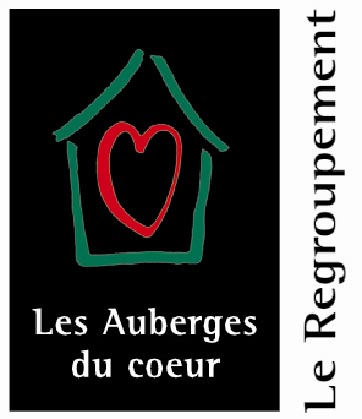 Les Auberges
du coeur
Le Regroupement